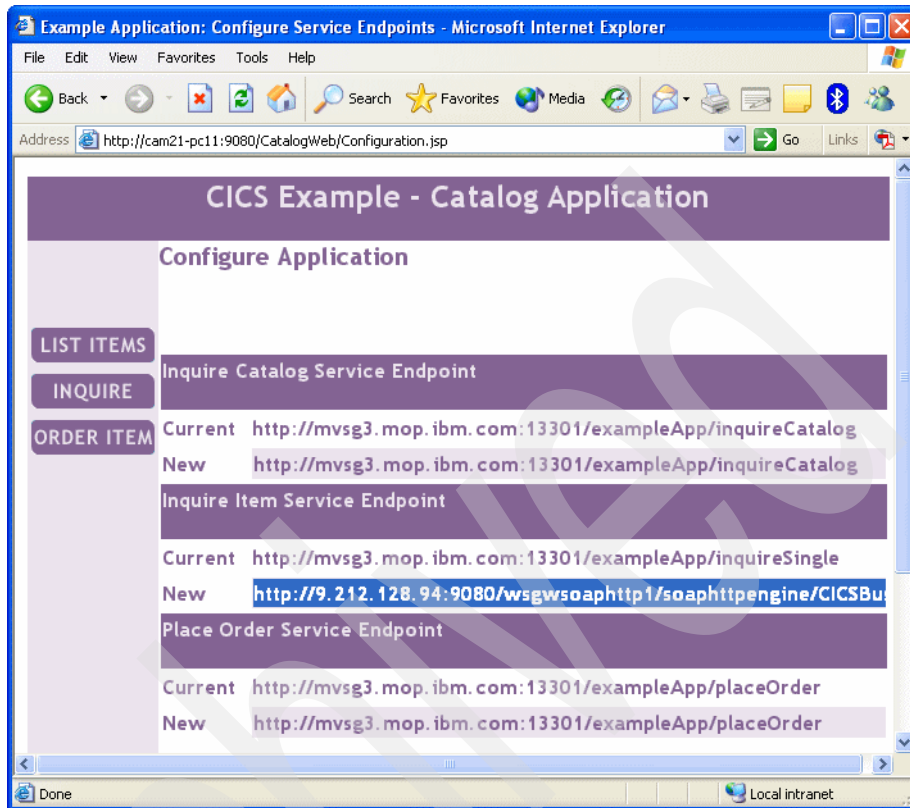 Example Application: Configure Service Endpoints - Microsoft Internet Explorer
File Edit View Favorites Tools Help
Back Search Favorites Media
Address http://cam21-pc11:9080/CatalogWeb/Configuration.jsp Go Links
CICS Example - Catalog Application
Configure Application
LIST ITEMS
INQUIRE
ORDER ITEM
Inquire Catalog Service Endpoint
Current http://mvsg3.mop.ibm.com:13301/exampleApp/inquireCatalog
New http://mvsg3.mop.ibm.com:13301/exampleApp/inquireCatalog
Inquire Item Service Endpoint
Current http://mvsg3.mop.ibm.com:13301/exampleApp/inquireSingle
New http://9.212.128.94:9080/wsgwsoaphttp1/soaphttpengine/CICSBu
Place Order Service Endpoint
Current http://mvsg3.mop.ibm.com:13301/exampleApp/placeOrder
New http://mvsg3.mop.ibm.com:13301/exampleApp/placeOrder
Done Local intranet